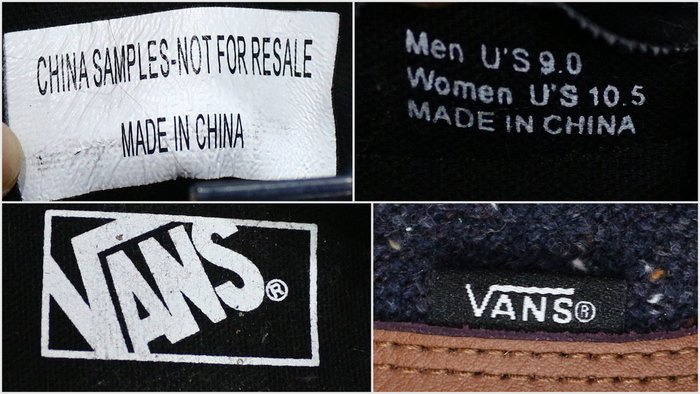 CHINA SAMPLES-NOT FOR RESALE
MADE IN CHINA
Men U'S 9.0
Women U'S 10.5
MADE IN CHINA
VANS®
VANS®